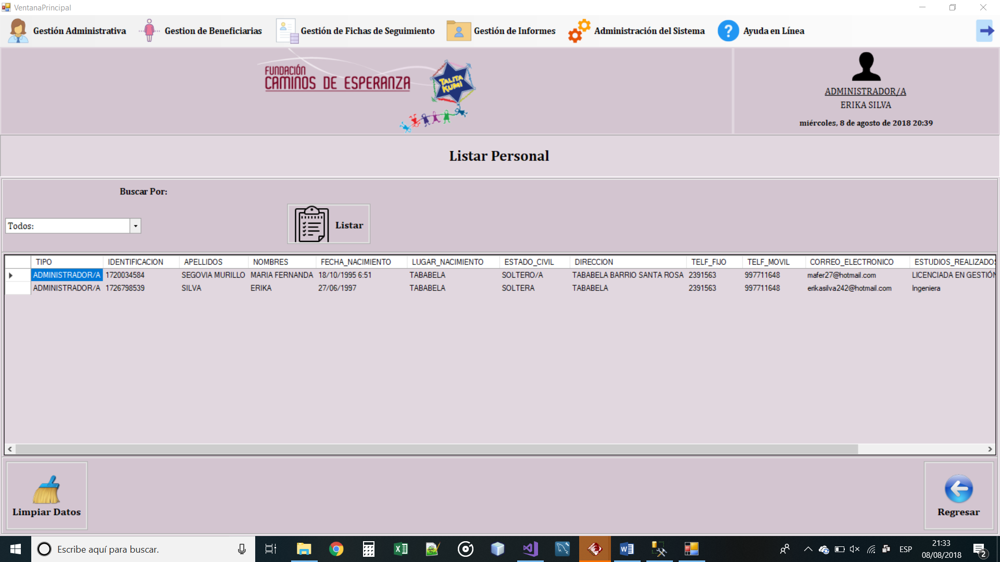 VentanaPrincipal
Gestión Administrativa Gestion de Beneficiarias Gestión de Fichas de Seguimiento Gestión de Informes Administración del Sistema ? Ayuda en Línea
FUNDACIÓN
CAMINOS DE ESPERANZA
TALITA
KUMI
ADMINISTRADOR/A
ERIKA SILVA
miércoles, 8 de agosto de 2018 20:39
Listar Personal
Buscar Por:
Todos:
Listar
TIPO IDENTIFICACION APELLIDOS NOMBRES FECHA_NACIMIENTO LUGAR_NACIMIENTO ESTADO_CIVIL DIRECCION TELF_FIJO TELF_MOVIL CORREO_ELECTRONICO ESTUDIOS_REALIZADOS
ADMINISTRADOR/A 1720034584 SEGOVIA MURILLO MARIA FERNANDA 18/10/1995 6:51 TABABELA SOLTERO/A TABABELA BARRIO SANTA ROSA 2391563 997711648 mafer27@hotmail.com LICENCIADA EN GESTIÓN
ADMINISTRADOR/A 1726798539 SILVA ERIKA 27/06/1997 TABABELA SOLTERA TABABELA 2391563 997711648 erikasilva242@hotmail.com Ingeniera
Limpiar Datos
Regresar
Escribe aquí para buscar.
ESP
21:33
08/08/2018
2